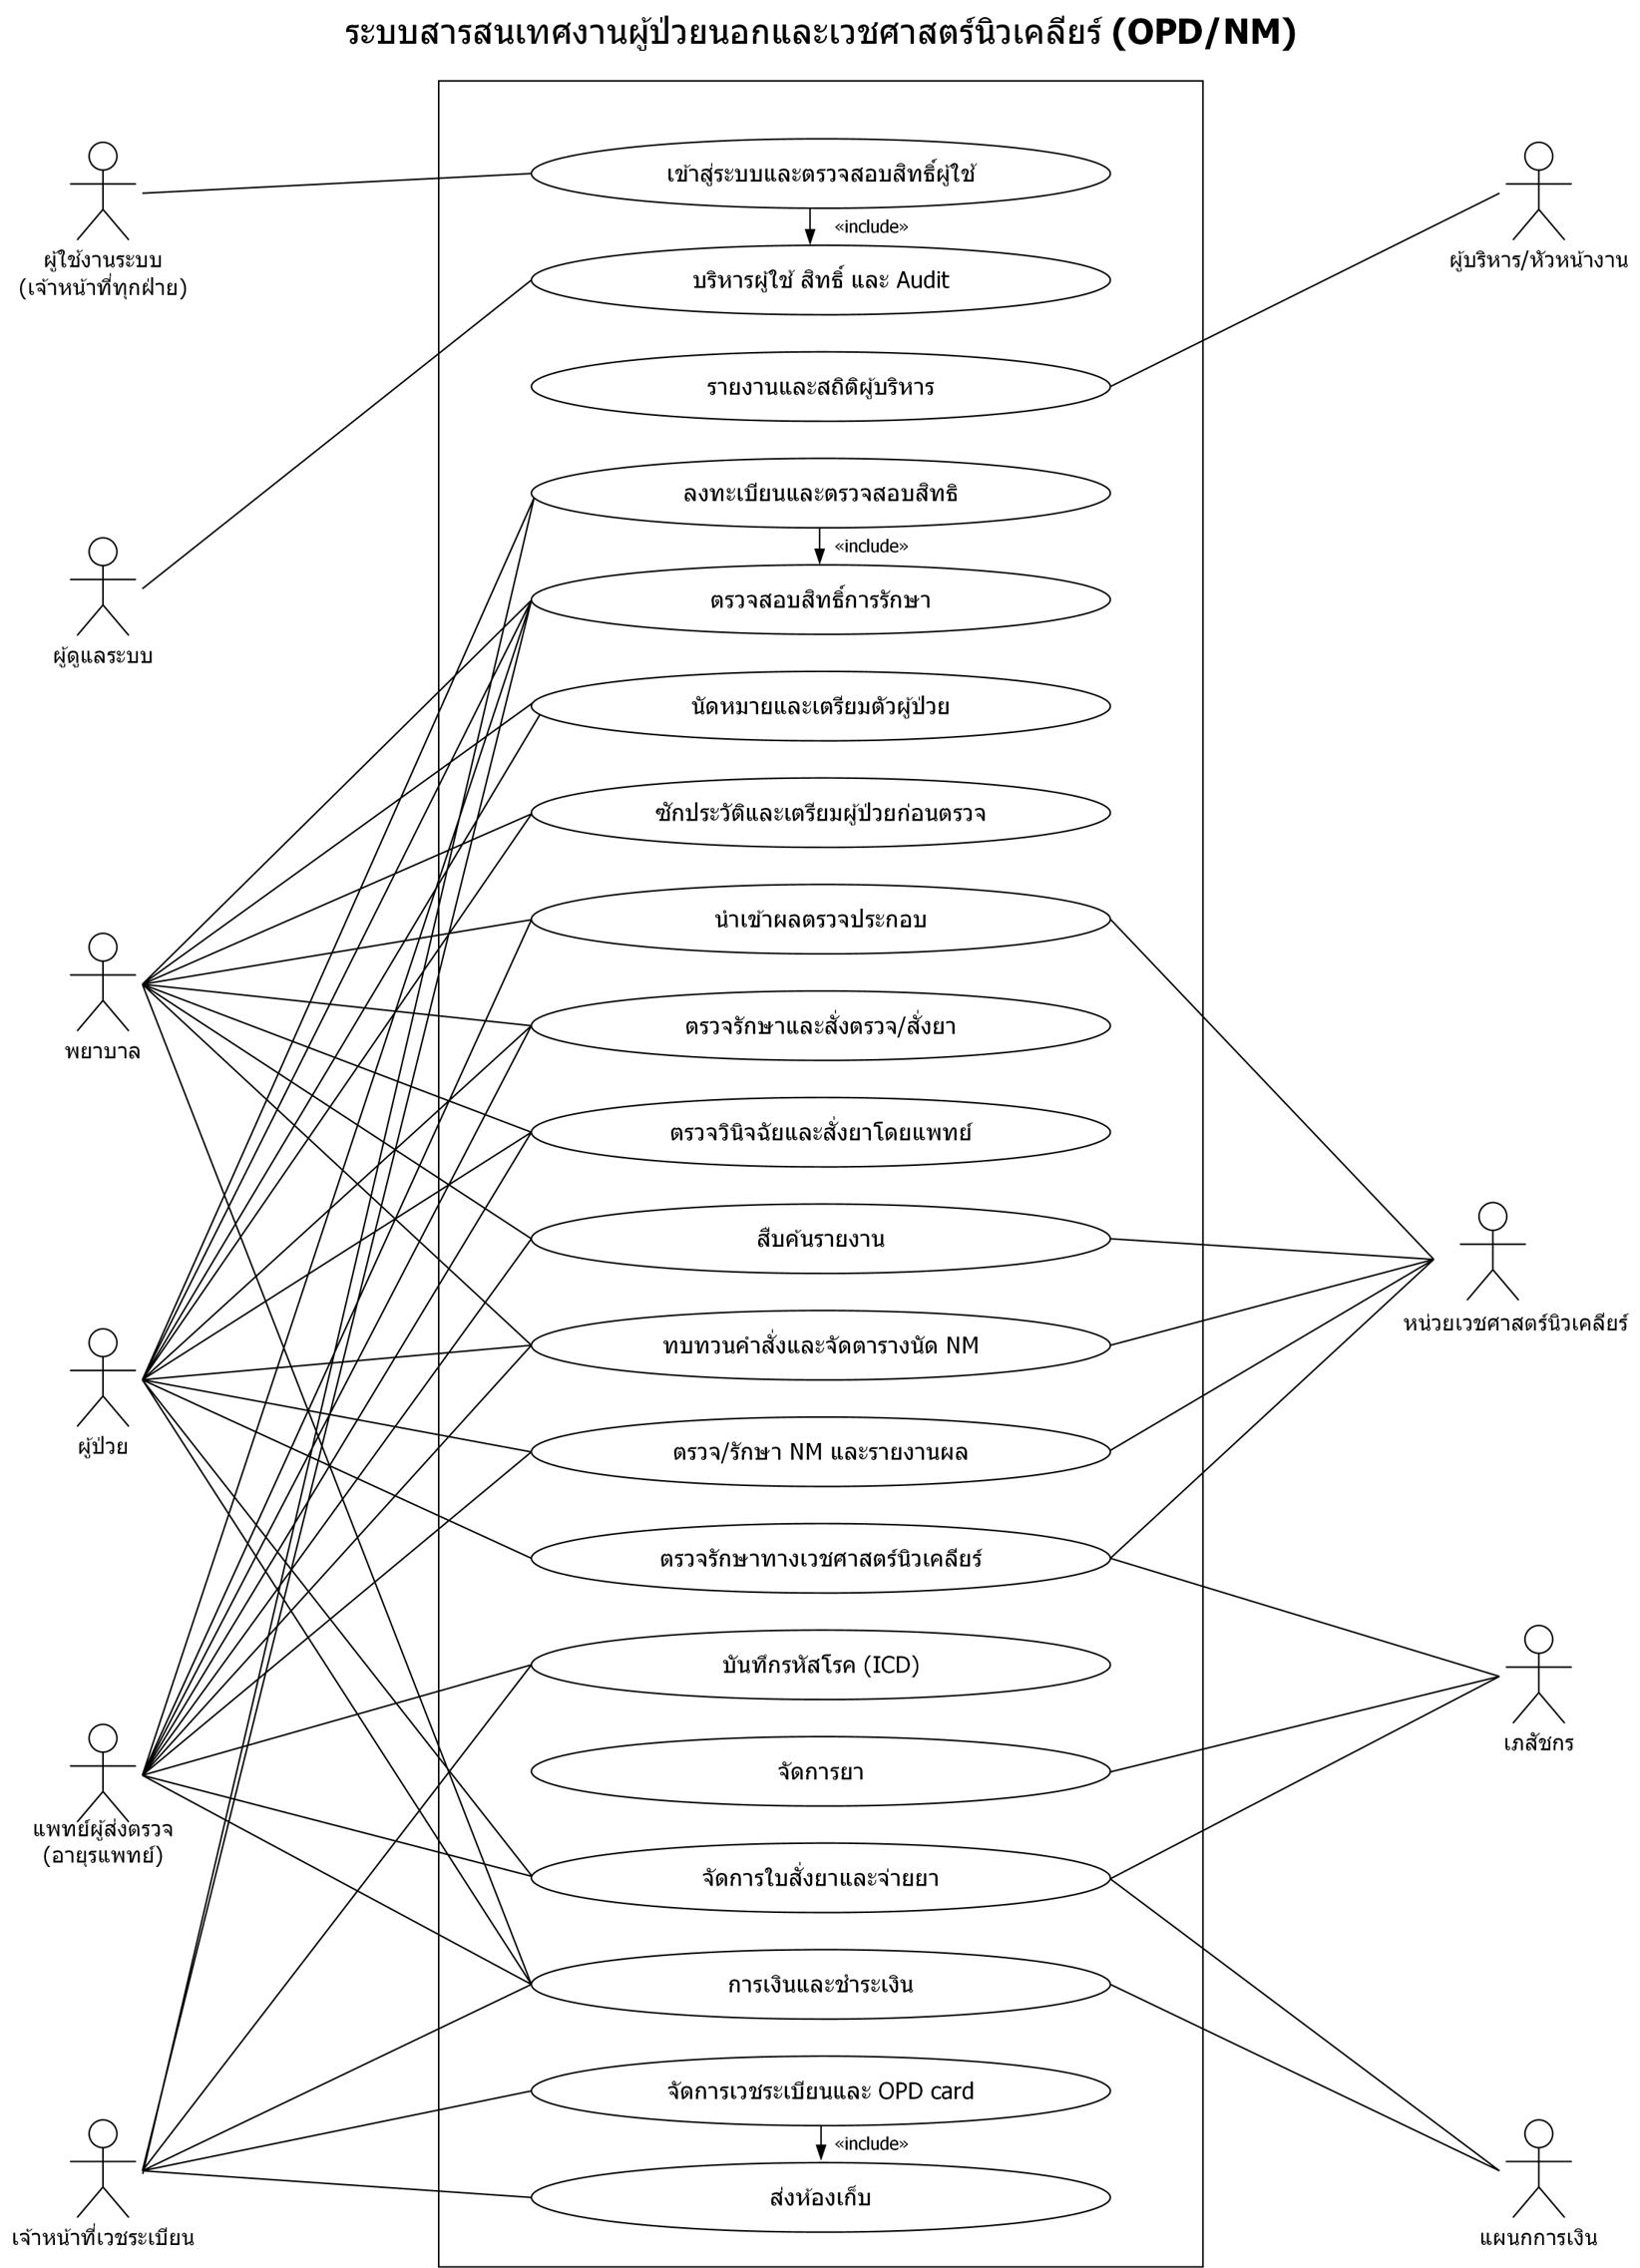 ระบบสารสนเทศงานผู้ป่วยนอกและเวชศาสตร์นิวเคลียร์ (OPD/NM)
ผู้ใช้งานระบบ
(เจ้าหน้าที่ทุกฝ่าย)
ผู้ดูแลระบบ
พยาบาล
ผู้ป่วย
แพทย์ผู้ส่งตรวจ
(อายุรแพทย์)
เจ้าหน้าที่เวชระเบียน
เข้าสู่ระบบและตรวจสอบสิทธิ์ผู้ใช้
«include»
บริหารผู้ใช้ สิทธิ์ และ Audit
รายงานและสถิติผู้บริหาร
ลงทะเบียนและตรวจสอบสิทธิ
«include»
ตรวจสอบสิทธิ์การรักษา
นัดหมายและเตรียมตัวผู้ป่วย
ซักประวัติและเตรียมผู้ป่วยก่อนตรวจ
นำเข้าผลตรวจประกอบ
ตรวจรักษาและสั่งตรวจ/สั่งยา
ตรวจวินิจฉัยและสั่งยาโดยแพทย์
สืบค้นรายงาน
ทบทวนคำสั่งและจัดตารางนัด NM
ตรวจ/รักษา NM และรายงานผล
ตรวจรักษาทางเวชศาสตร์นิวเคลียร์
บันทึกรหัสโรค (ICD)
จัดการยา
จัดการใบสั่งยาและจ่ายยา
การเงินและชำระเงิน
จัดการเวชระเบียนและ OPD card
«include»
ส่งห้องเก็บ
ผู้บริหาร/หัวหน้างาน
หน่วยเวชศาสตร์นิวเคลียร์
เภสัชกร
แผนกการเงิน